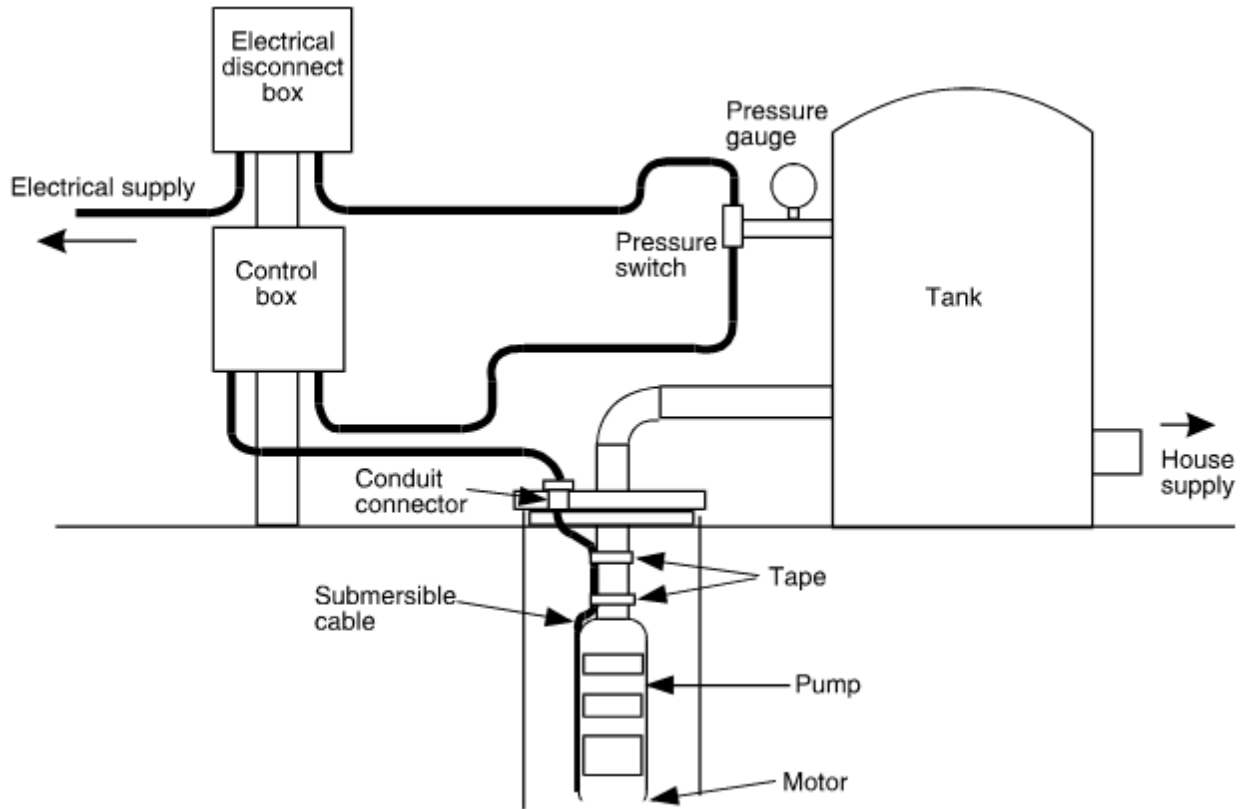 Electrical
disconnect
box
Pressure
gauge
Electrical supply
Pressure
switch
Control
box
Tank
House
supply
Conduit
connector
Tape
Submersible
cable
Pump
Motor